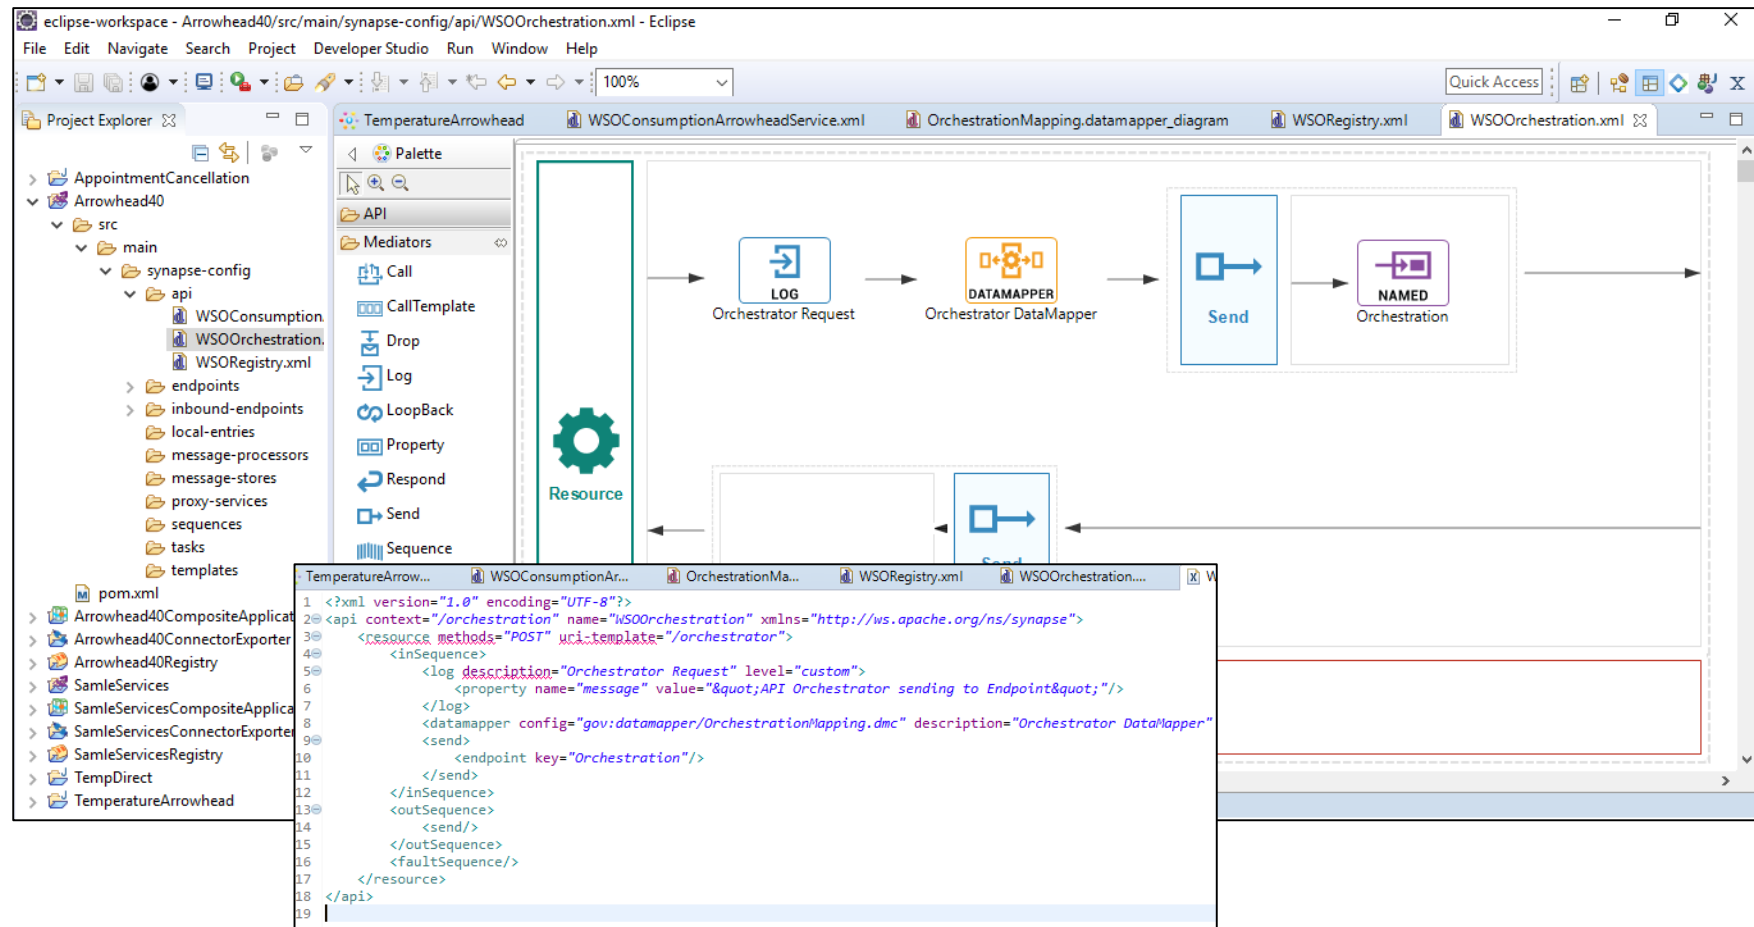 eclipse-workspace - Arrowhead40/src/main/synapse-config/api/WSOOrchestration.xml - Eclipse
File Edit Navigate Search Project Developer Studio Run Window Help
100%
Quick Access
Project Explorer
TemperatureArrowhead
WSOConsumptionArrowheadService.xml
OrchestrationMapping.datamapper_diagram
WSORegistry.xml
WSOOrchestration.xml
AppointmentCancellation
Arrowhead40
src
main
synapse-config
api
WSOConsumption.
WSOOrchestration.
WSORegistry.xml
endpoints
inbound-endpoints
local-entries
message-processors
message-stores
proxy-services
sequences
tasks
templates
pom.xml
Arrowhead40CompositeApplicat
Arrowhead40ConnectorExporter
Arrowhead40Registry
SamleServices
SamleServicesCompositeApplica
SamleServicesConnectorExporter
SamleServicesRegistry
TempDirect
TemperatureArrowhead
Palette
API
Mediators
Call
CallTemplate
Drop
Log
LoopBack
Property
Respond
Send
Sequence
Resource
LOG
Orchestrator Request
DATAMAPPER
Orchestrator DataMapper
Send
NAMED
Orchestration
Send
TemperatureArrow...
WSOConsumptionAr...
OrchestrationMa...
WSORegistry.xml
WSOOrchestration....
W
1 <?xml version="1.0" encoding="UTF-8"?>
2 <api context="/orchestration" name="WSOOrchestration" xmlns="http://ws.apache.org/ns/synapse">
3 <resource methods="POST" uri-template="/orchestrator">
4 <inSequence>
5 <log description="Orchestrator Request" level="custom">
6 <property name="message" value="&quot;API Orchestrator sending to Endpoint&quot;"/>
7 </log>
8 <datamapper config="gov:datamapper/OrchestrationMapping.dmc" description="Orchestrator DataMapper"
9 <send>
10 <endpoint key="Orchestration"/>
11 </send>
12 </inSequence>
13 <outSequence>
14 <send/>
15 </outSequence>
16 <faultSequence/>
17 </resource>
18 </api>
19